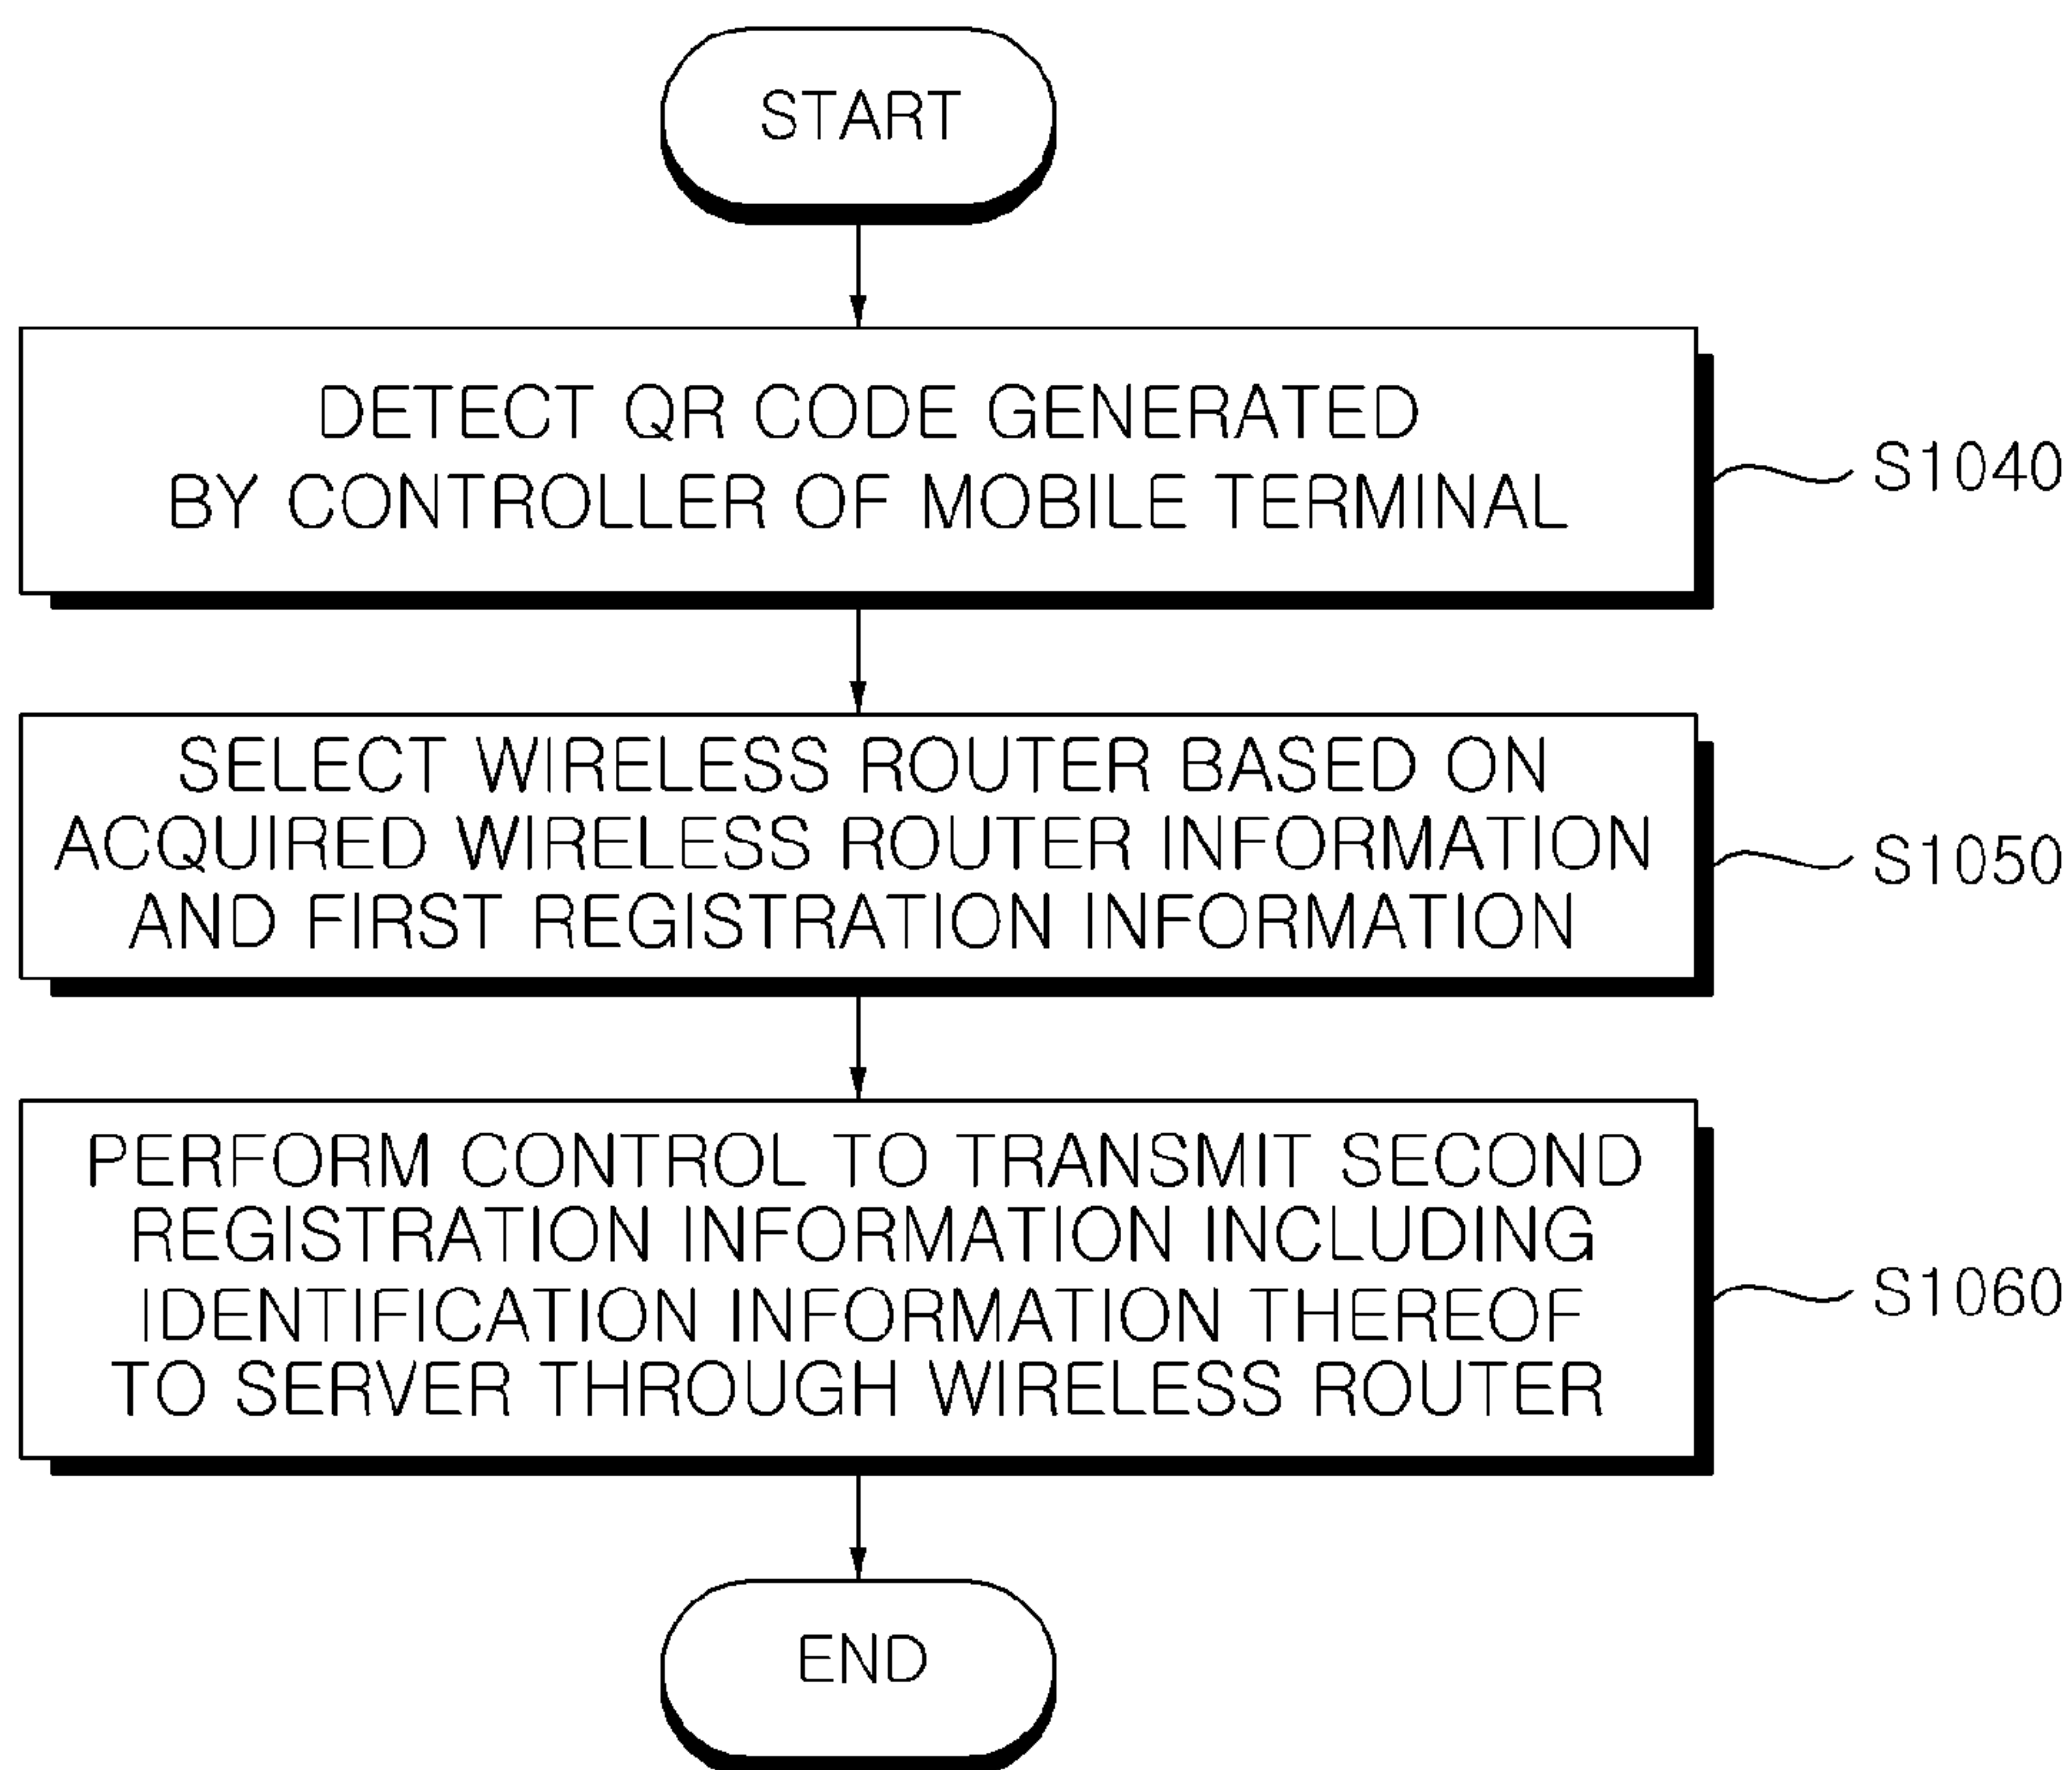 START
DETECT QR CODE GENERATED
BY CONTROLLER OF MOBILE TERMINAL
S1040
SELECT WIRELESS ROUTER BASED ON
ACQUIRED WIRELESS ROUTER INFORMATION
AND FIRST REGISTRATION INFORMATION
S1050
PERFORM CONTROL TO TRANSMIT SECOND
REGISTRATION INFORMATION INCLUDING
IDENTIFICATION INFORMATION THEREOF
TO SERVER THROUGH WIRELESS ROUTER
S1060
END